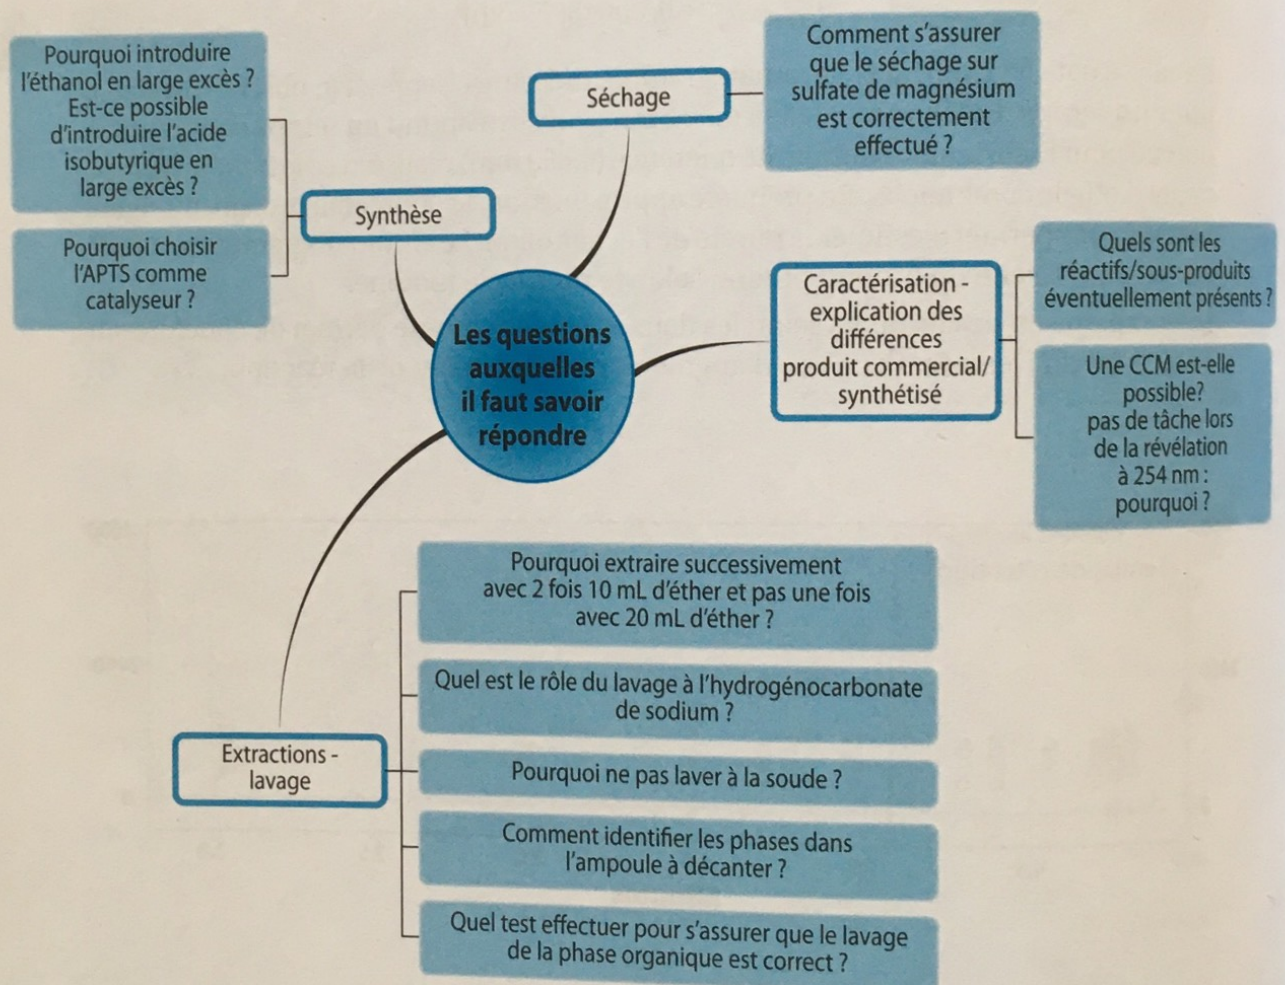 Pourquoi introduire
l'éthanol en large excès ?
Est-ce possible
d'introduire l'acide
isobutyrique en
large excès ?
Pourquoi choisir
l'APTS comme
catalyseur ?
Synthèse
Séchage
Comment s'assurer
que le séchage sur
sulfate de magnésium
est correctement
effectué ?
Les questions
auxquelles
il faut savoir
répondre
Caractérisation -
explication des
différences
produit commercial/
synthétisé
Quels sont les
réactifs/sous-produits
éventuellement présents ?
Une CCM est-elle
possible?
pas de tâche lors
de la révélation
à 254 nm :
pourquoi ?
Extractions -
lavage
Pourquoi extraire successivement
avec 2 fois 10 mL d'éther et pas une fois
avec 20 mL d'éther ?
Quel est le rôle du lavage à l'hydrogénocarbonate
de sodium ?
Pourquoi ne pas laver à la soude ?
Comment identifier les phases dans
l'ampoule à décanter ?
Quel test effectuer pour s'assurer que le lavage
de la phase organique est correct ?